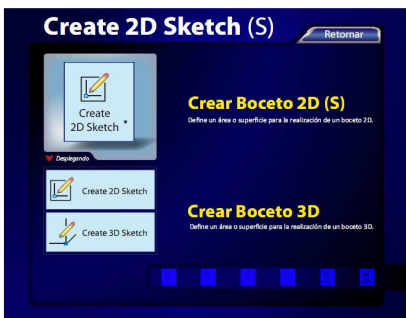 Create 2D Sketch (S)
Retornar
Create
2D Sketch
Crear Boceto 2D (S)
Define un área o superficie para la realización de un boceto 2D.
Desplegando
Create 2D Sketch
Create 3D Sketch
Crear Boceto 3D
Define un área o superficie para la realización de un boceto 3D.